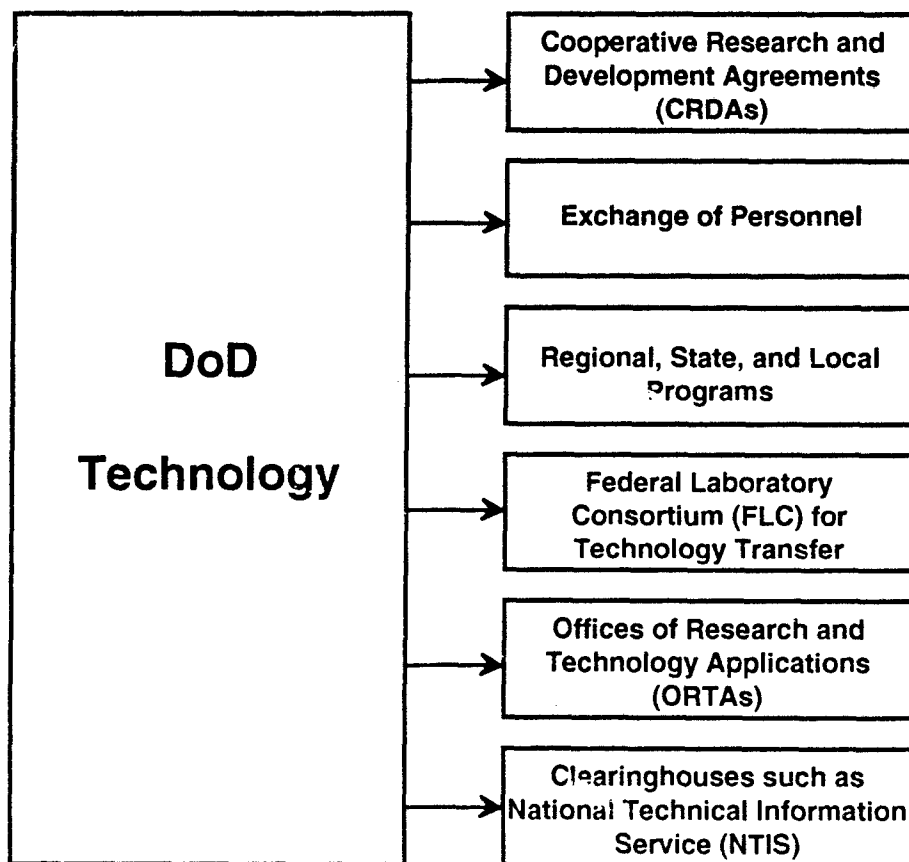 DoD
Technology
Cooperative Research and
Development Agreements
(CRDAs)
Exchange of Personnel
Regional, State, and Local
Programs
Federal Laboratory
Consortium (FLC) for
Technology Transfer
Offices of Research and
Technology Applications
(ORTAs)
Clearinghouses such as
National Technical Information
Service (NTIS)